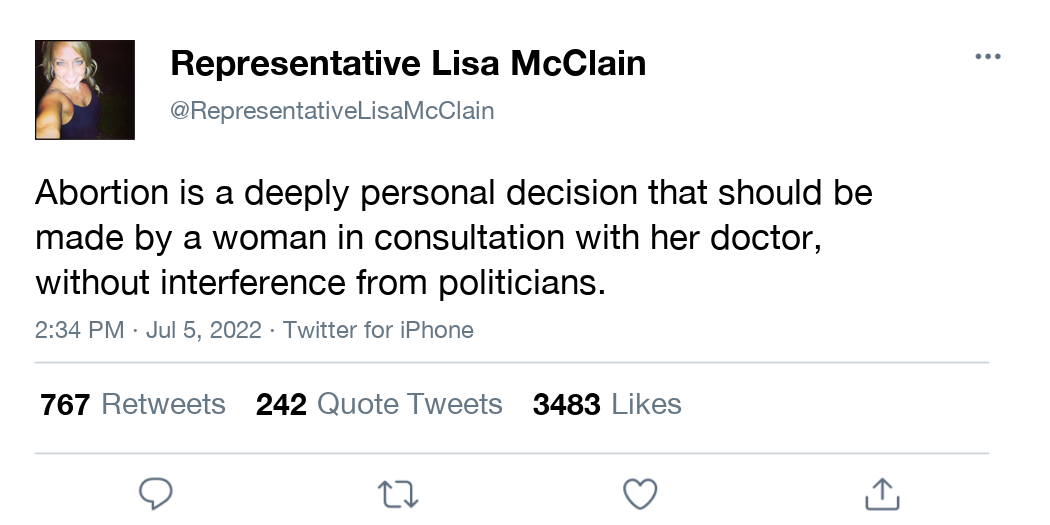 Representative Lisa McClain
@RepresentativeLisaMcClain
Abortion is a deeply personal decision that should be
made by a woman in consultation with her doctor,
without interference from politicians.
2:34 PM · Jul 5, 2022 · Twitter for iPhone
767 Retweets 242 Quote Tweets 3483 Likes